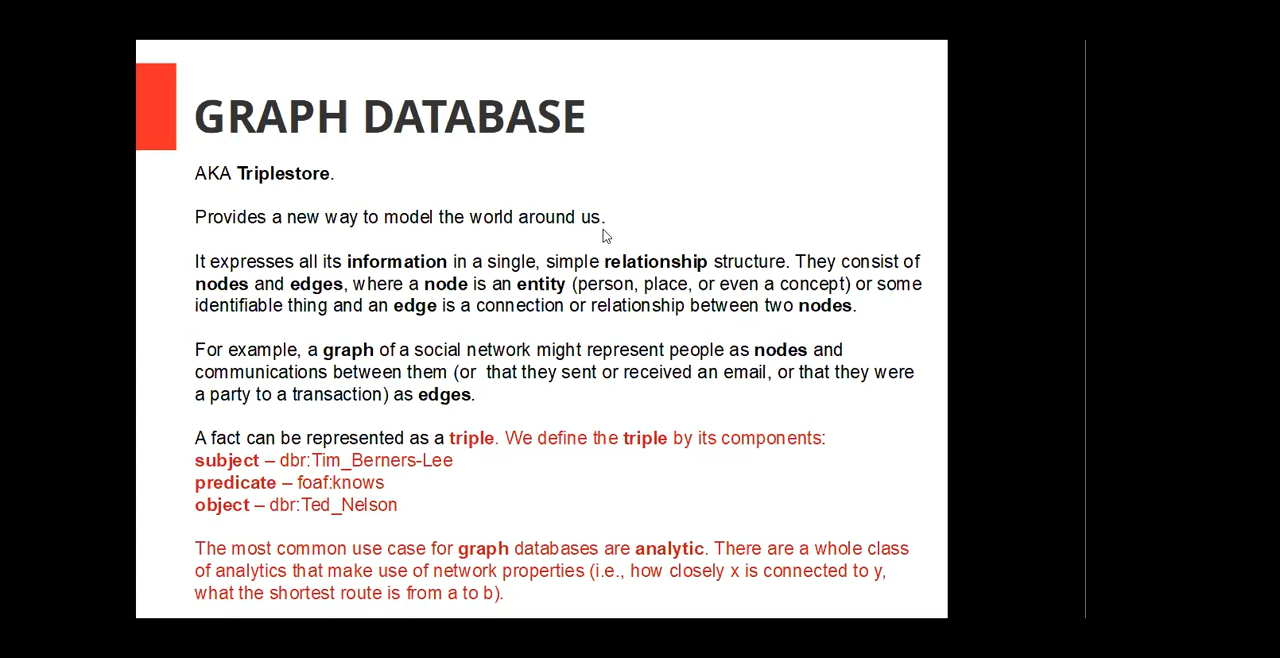 GRAPH DATABASE
AKA Triplestore.
Provides a new way to model the world around us.
It expresses all its information in a single, simple relationship structure. They consist of
nodes and edges, where a node is an entity (person, place, or even a concept) or some
identifiable thing and an edge is a connection or relationship between two nodes.
For example, a graph of a social network might represent people as nodes and
communications between them (or  that they sent or received an email, or that they were
a party to a transaction) as edges.
A fact can be represented as a triple. We define the triple by its components:
subject – dbr:Tim_Berners-Lee
predicate – foaf:knows
object – dbr:Ted_Nelson
The most common use case for graph databases are analytic. There are a whole class
of analytics that make use of network properties (i.e., how closely x is connected to y,
what the shortest route is from a to b).